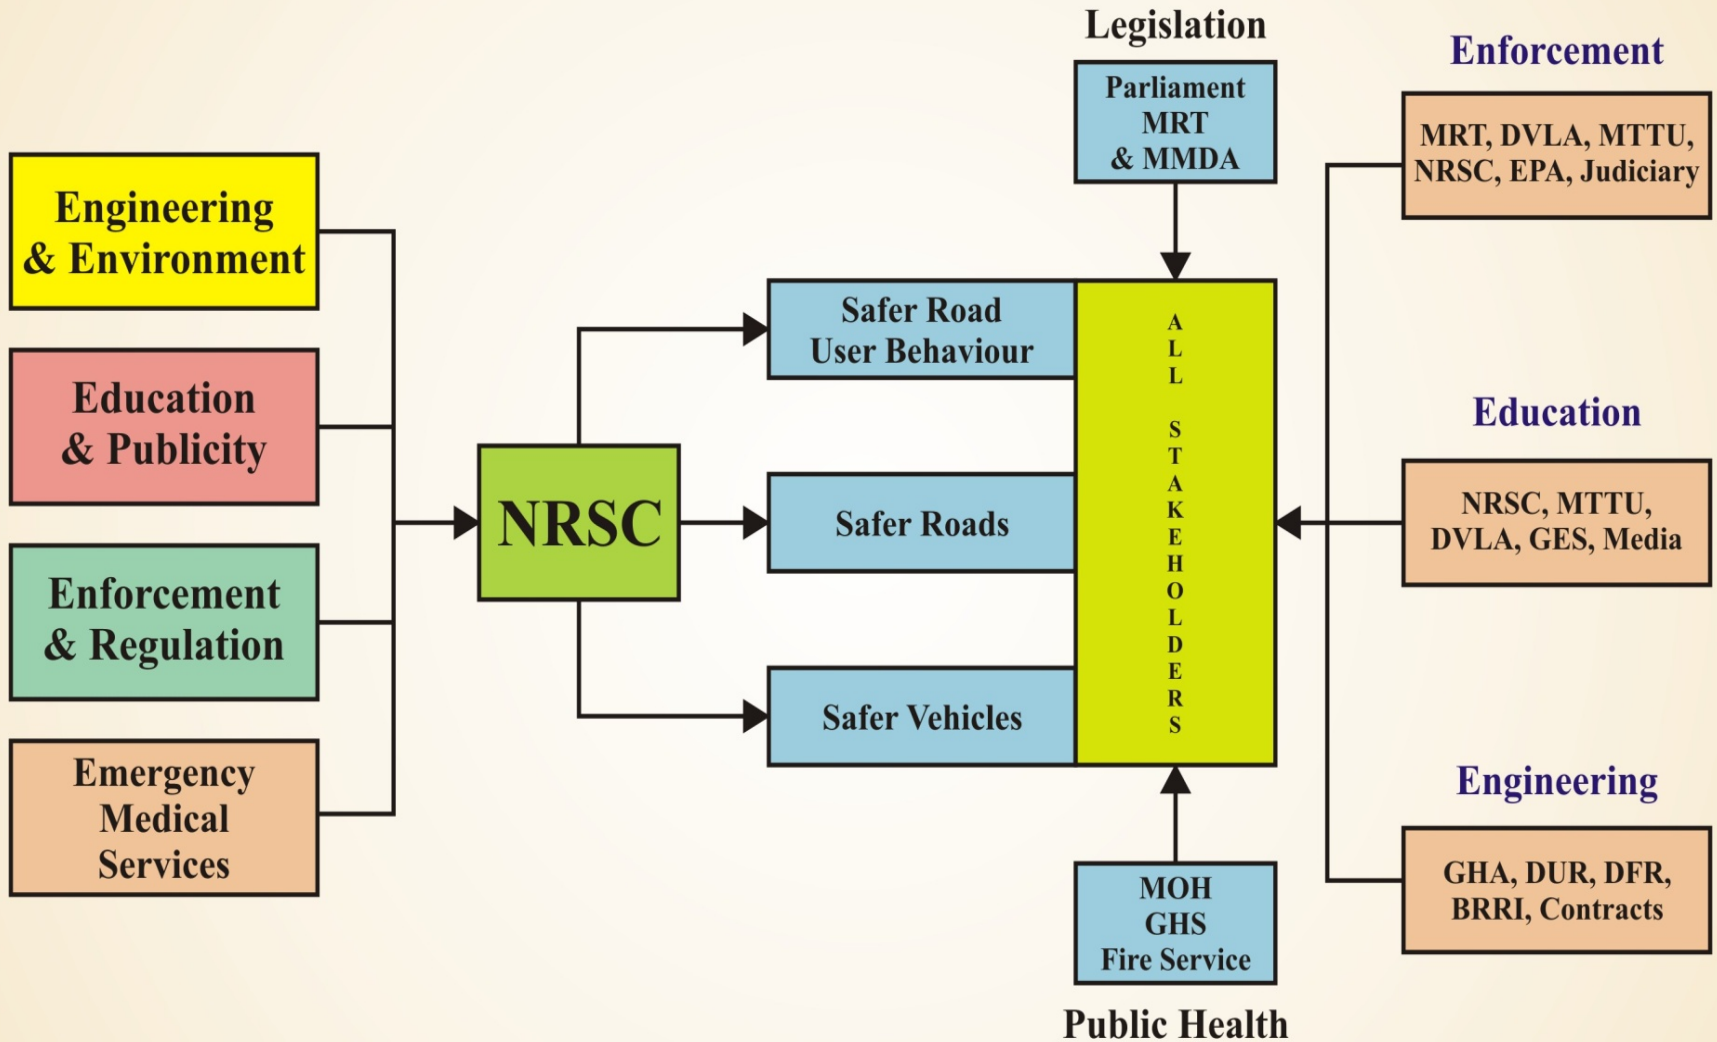 Engineering
& Environment
Education
& Publicity
Enforcement
& Regulation
Emergency
Medical
Services
NRSC
Safer Road
User Behaviour
Safer Roads
Safer Vehicles
Legislation
Parliament
MRT
& MMDA
ALL STAKEHOLDERS
MOH
GHS
Fire Service
Public Health
Enforcement
MRT, DVLA, MTTU,
NRSC, EPA, Judiciary
Education
NRSC, MTTU,
DVLA, GES, Media
Engineering
GHA, DUR, DFR,
BRRI, Contracts